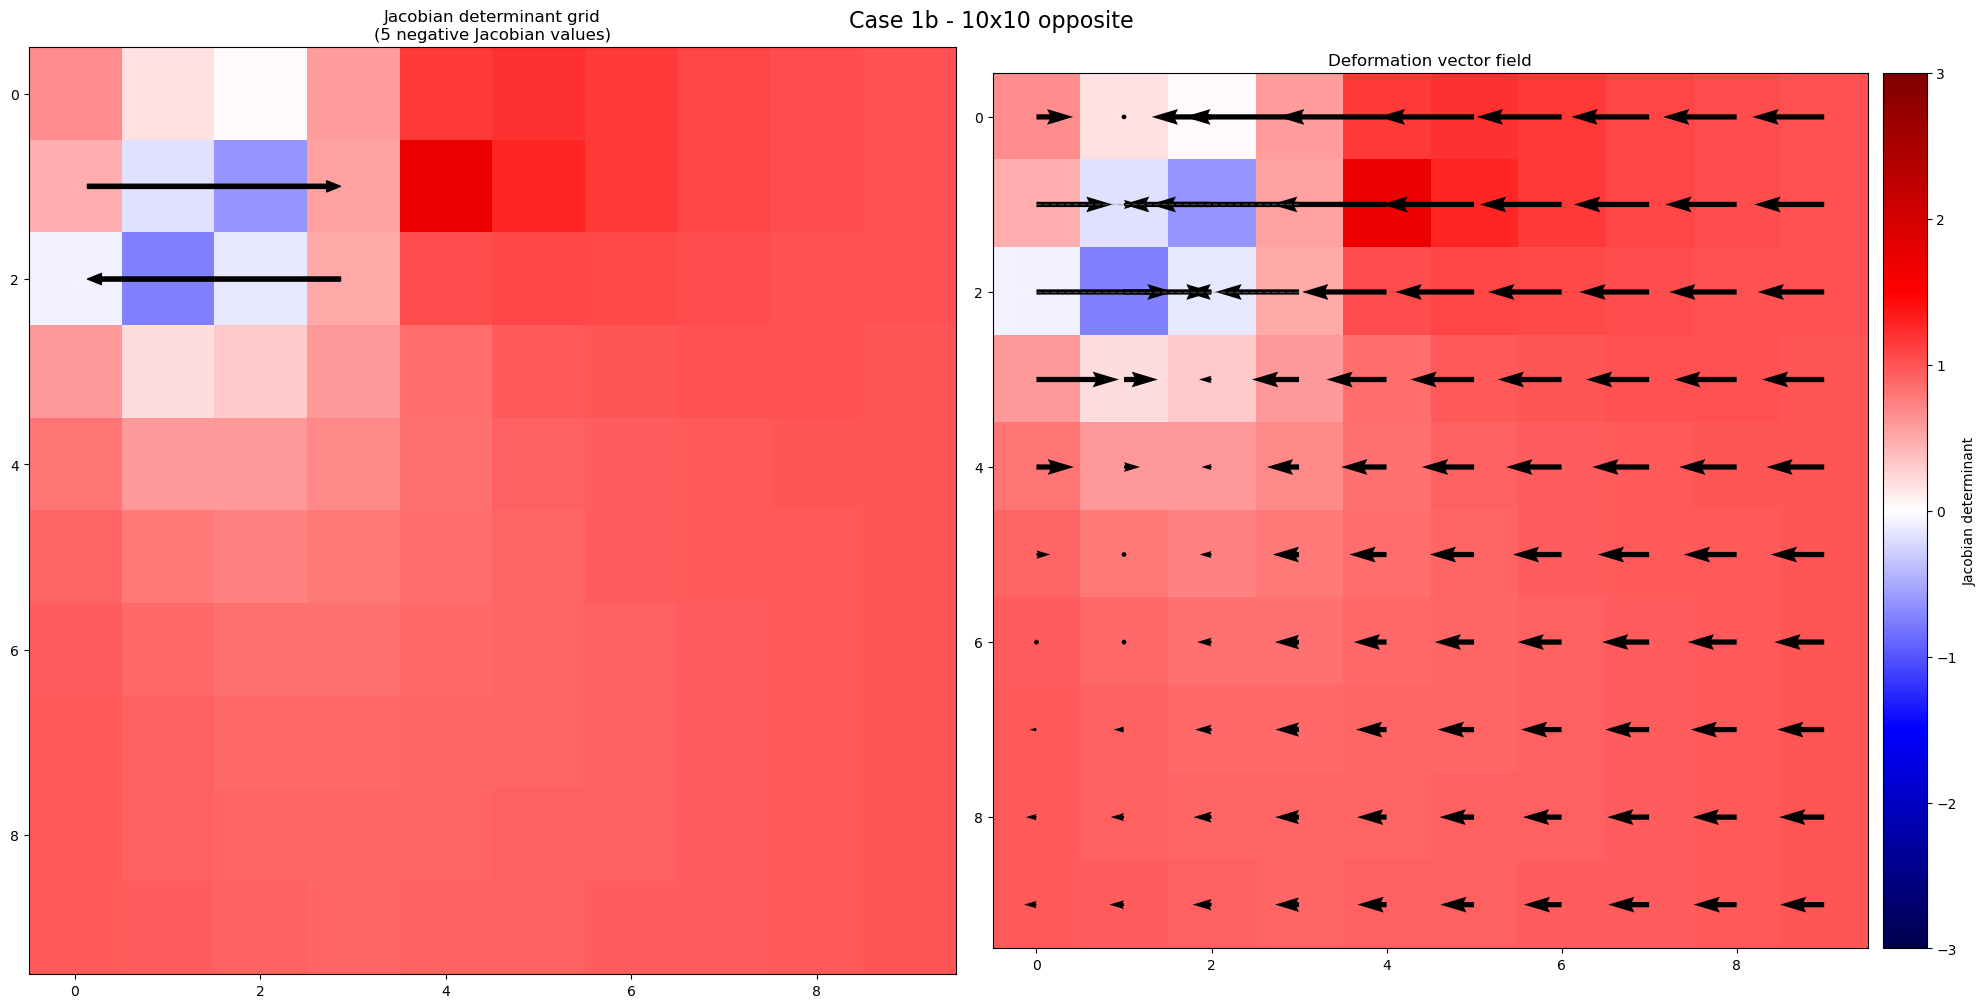 Case 1b - 10x10 opposite
Jacobian determinant grid
(5 negative Jacobian values)
0
2
4
6
8
0 2 4 6 8
Deformation vector field
0
2
4
6
8
0 2 4 6 8
3
2
1
0
−1
−2
−3
Jacobian determinant